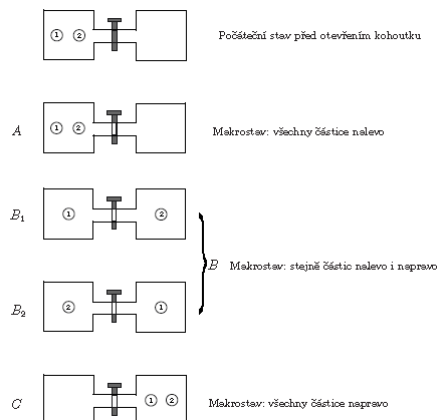 1 2 Počáteční stav před otevřením kohoutku
A 1 2 Makrostav: všechny částice nalevo
B₁ 1 2
B Makrostav: stejně částic nalevo i napravo
B₂ 2 1
C 1 2 Makrostav: všechny částice napravo